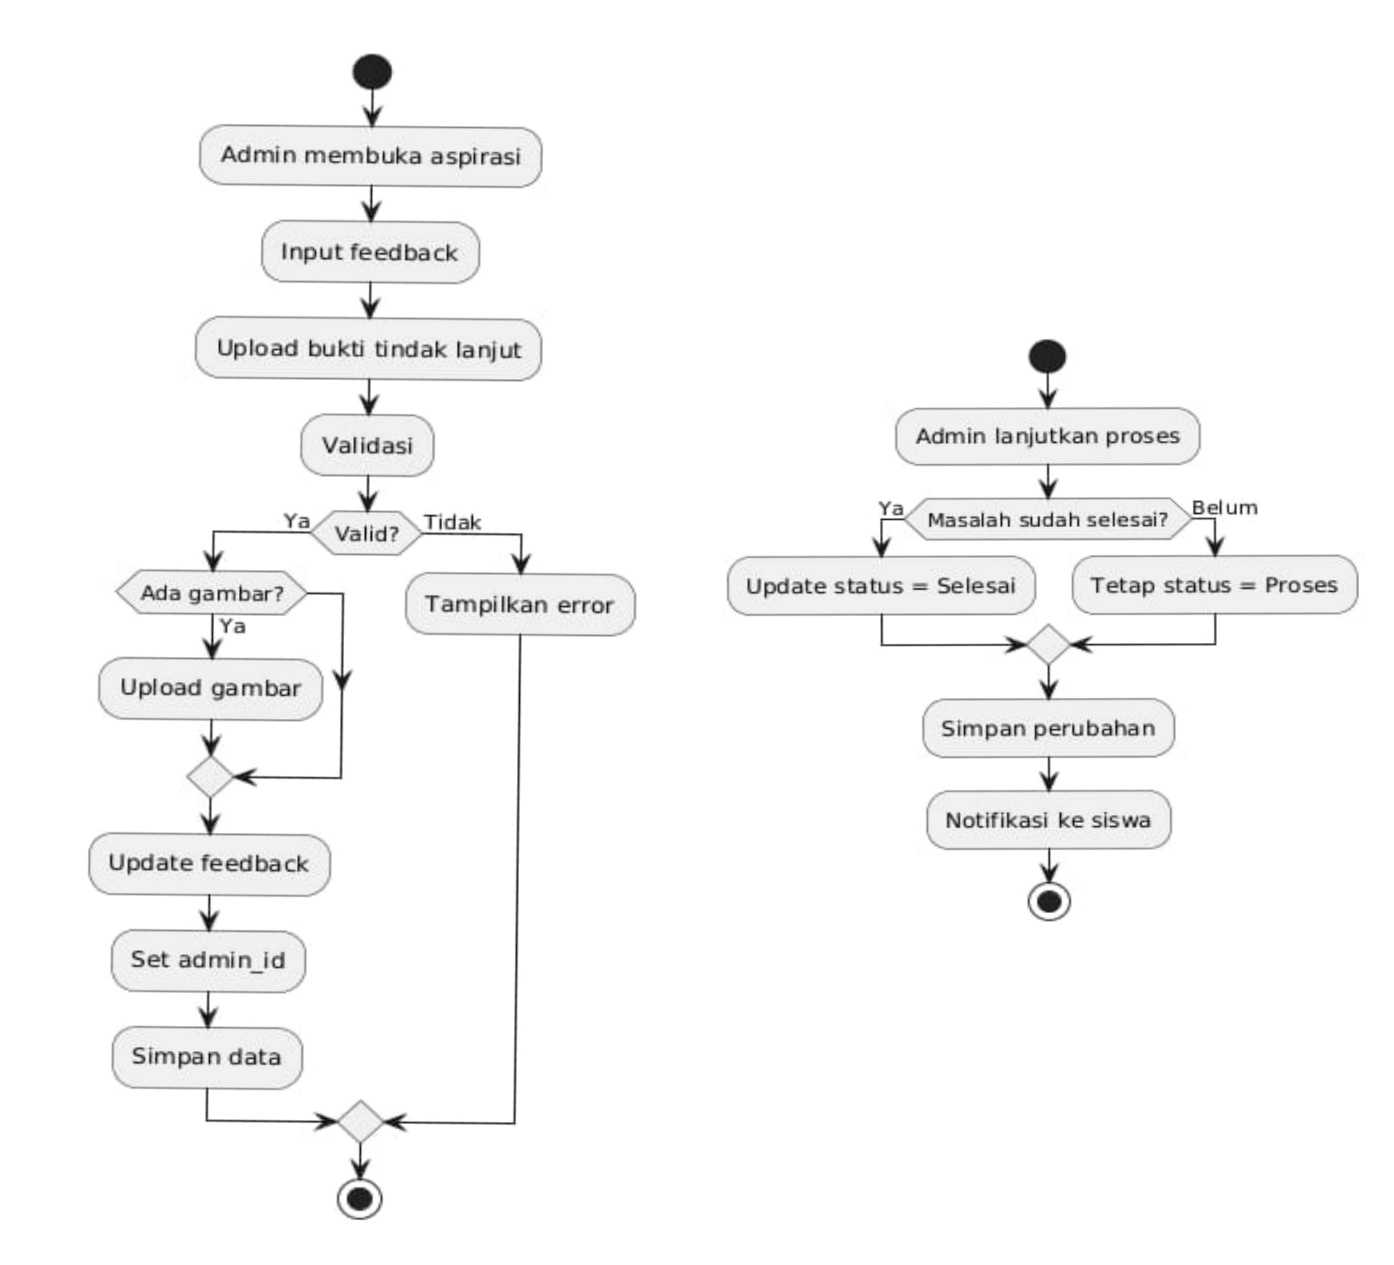 Admin membuka aspirasi
Input feedback
Upload bukti tindak lanjut
Validasi
Ya
Valid?
Tidak
Ada gambar?
Tampilkan error
Ya
Upload gambar
Update feedback
Set admin_id
Simpan data
Admin lanjutkan proses
Ya
Masalah sudah selesai?
Belum
Update status = Selesai
Tetap status = Proses
Simpan perubahan
Notifikasi ke siswa